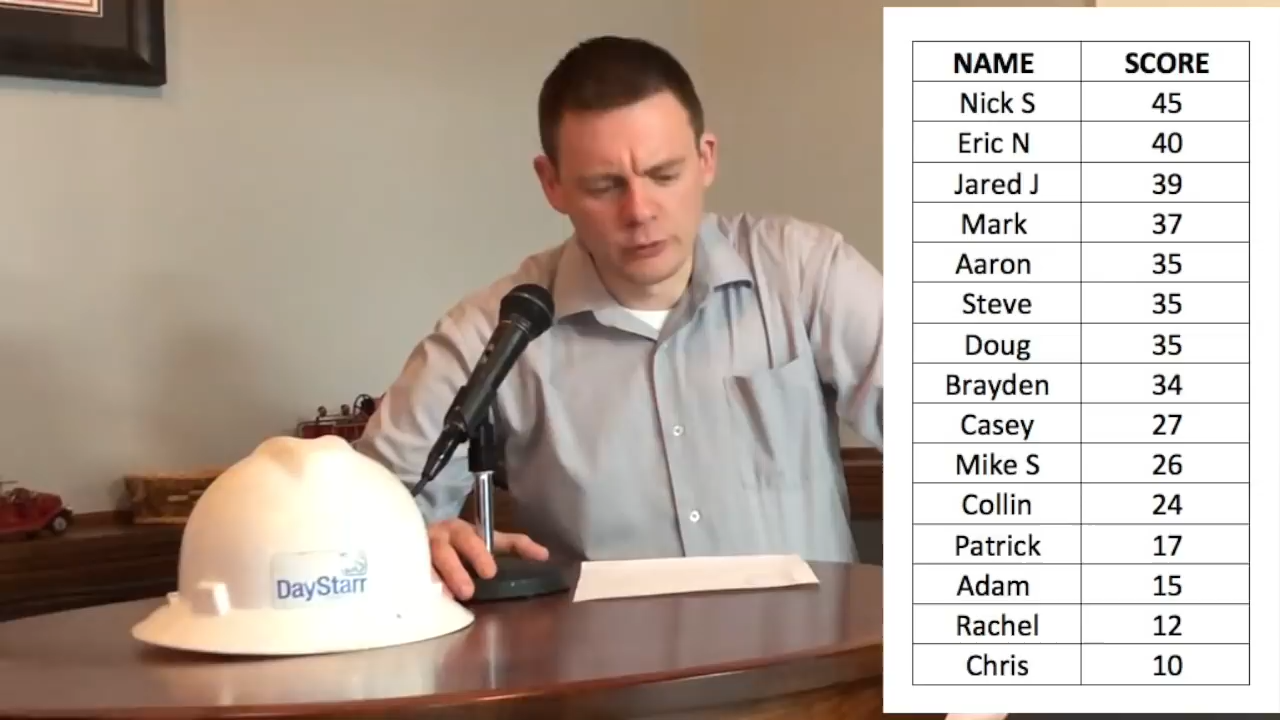 DayStarr
NAME SCORE
Nick S 45
Eric N 40
Jared J 39
Mark 37
Aaron 35
Steve 35
Doug 35
Brayden 34
Casey 27
Mike S 26
Collin 24
Patrick 17
Adam 15
Rachel 12
Chris 10